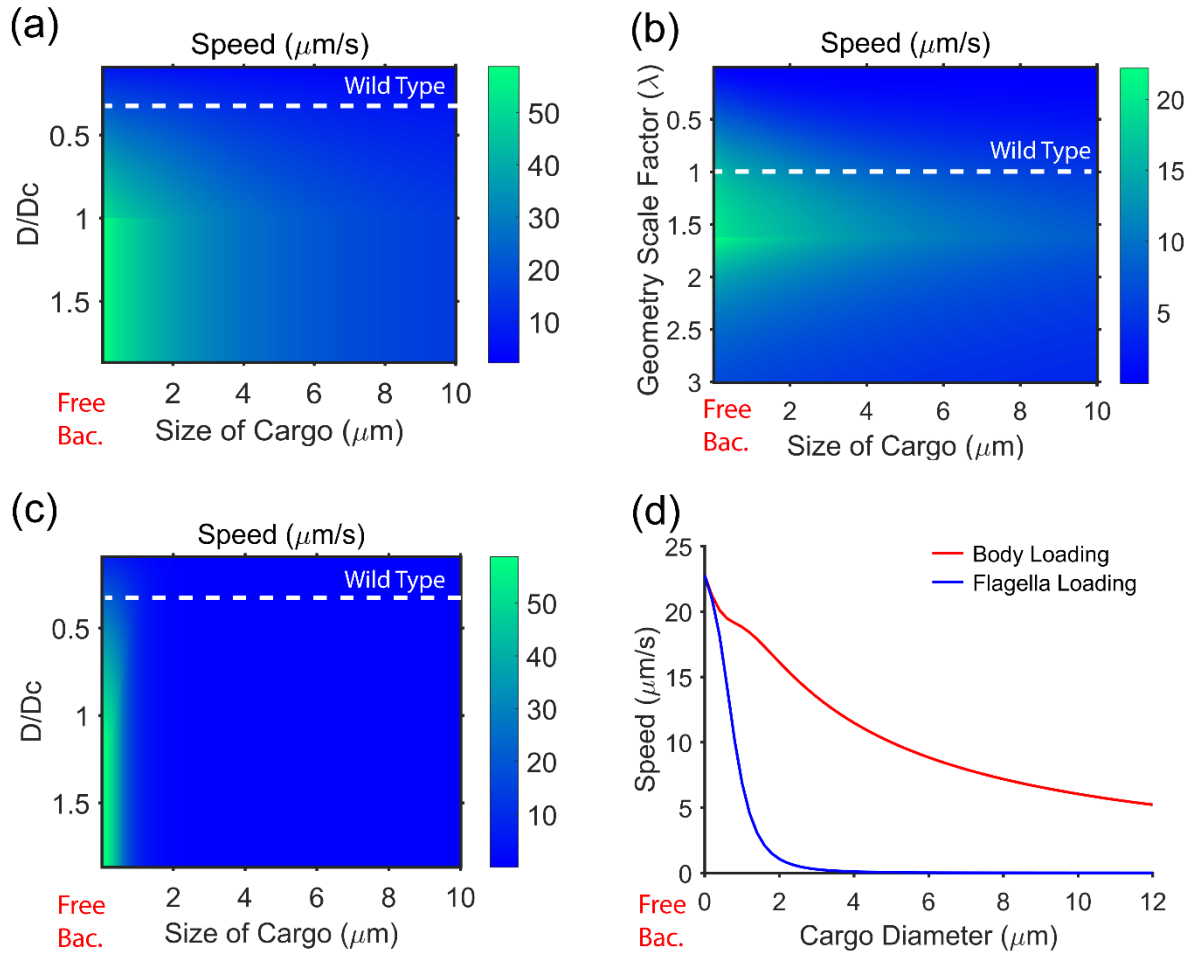 (a)
Speed (μm/s)
Wild Type
0.5
1
1.5
D/Dc
50
40
30
20
10
2 4 6 8 10
Free
Bac.
Size of Cargo (μm)
(b)
Speed (μm/s)
Wild Type
0.5
1
1.5
2
2.5
3
Geometry Scale Factor (λ)
20
15
10
5
2 4 6 8 10
Free
Bac.
Size of Cargo (μm)
(c)
Speed (μm/s)
Wild Type
0.5
1
1.5
D/Dc
50
40
30
20
10
2 4 6 8 10
Free
Bac.
Size of Cargo (μm)
(d)
Body Loading
Flagella Loading
25
20
15
10
5
0
Speed (μm/s)
0 2 4 6 8 10 12
Free
Bac.
Cargo Diameter (μm)